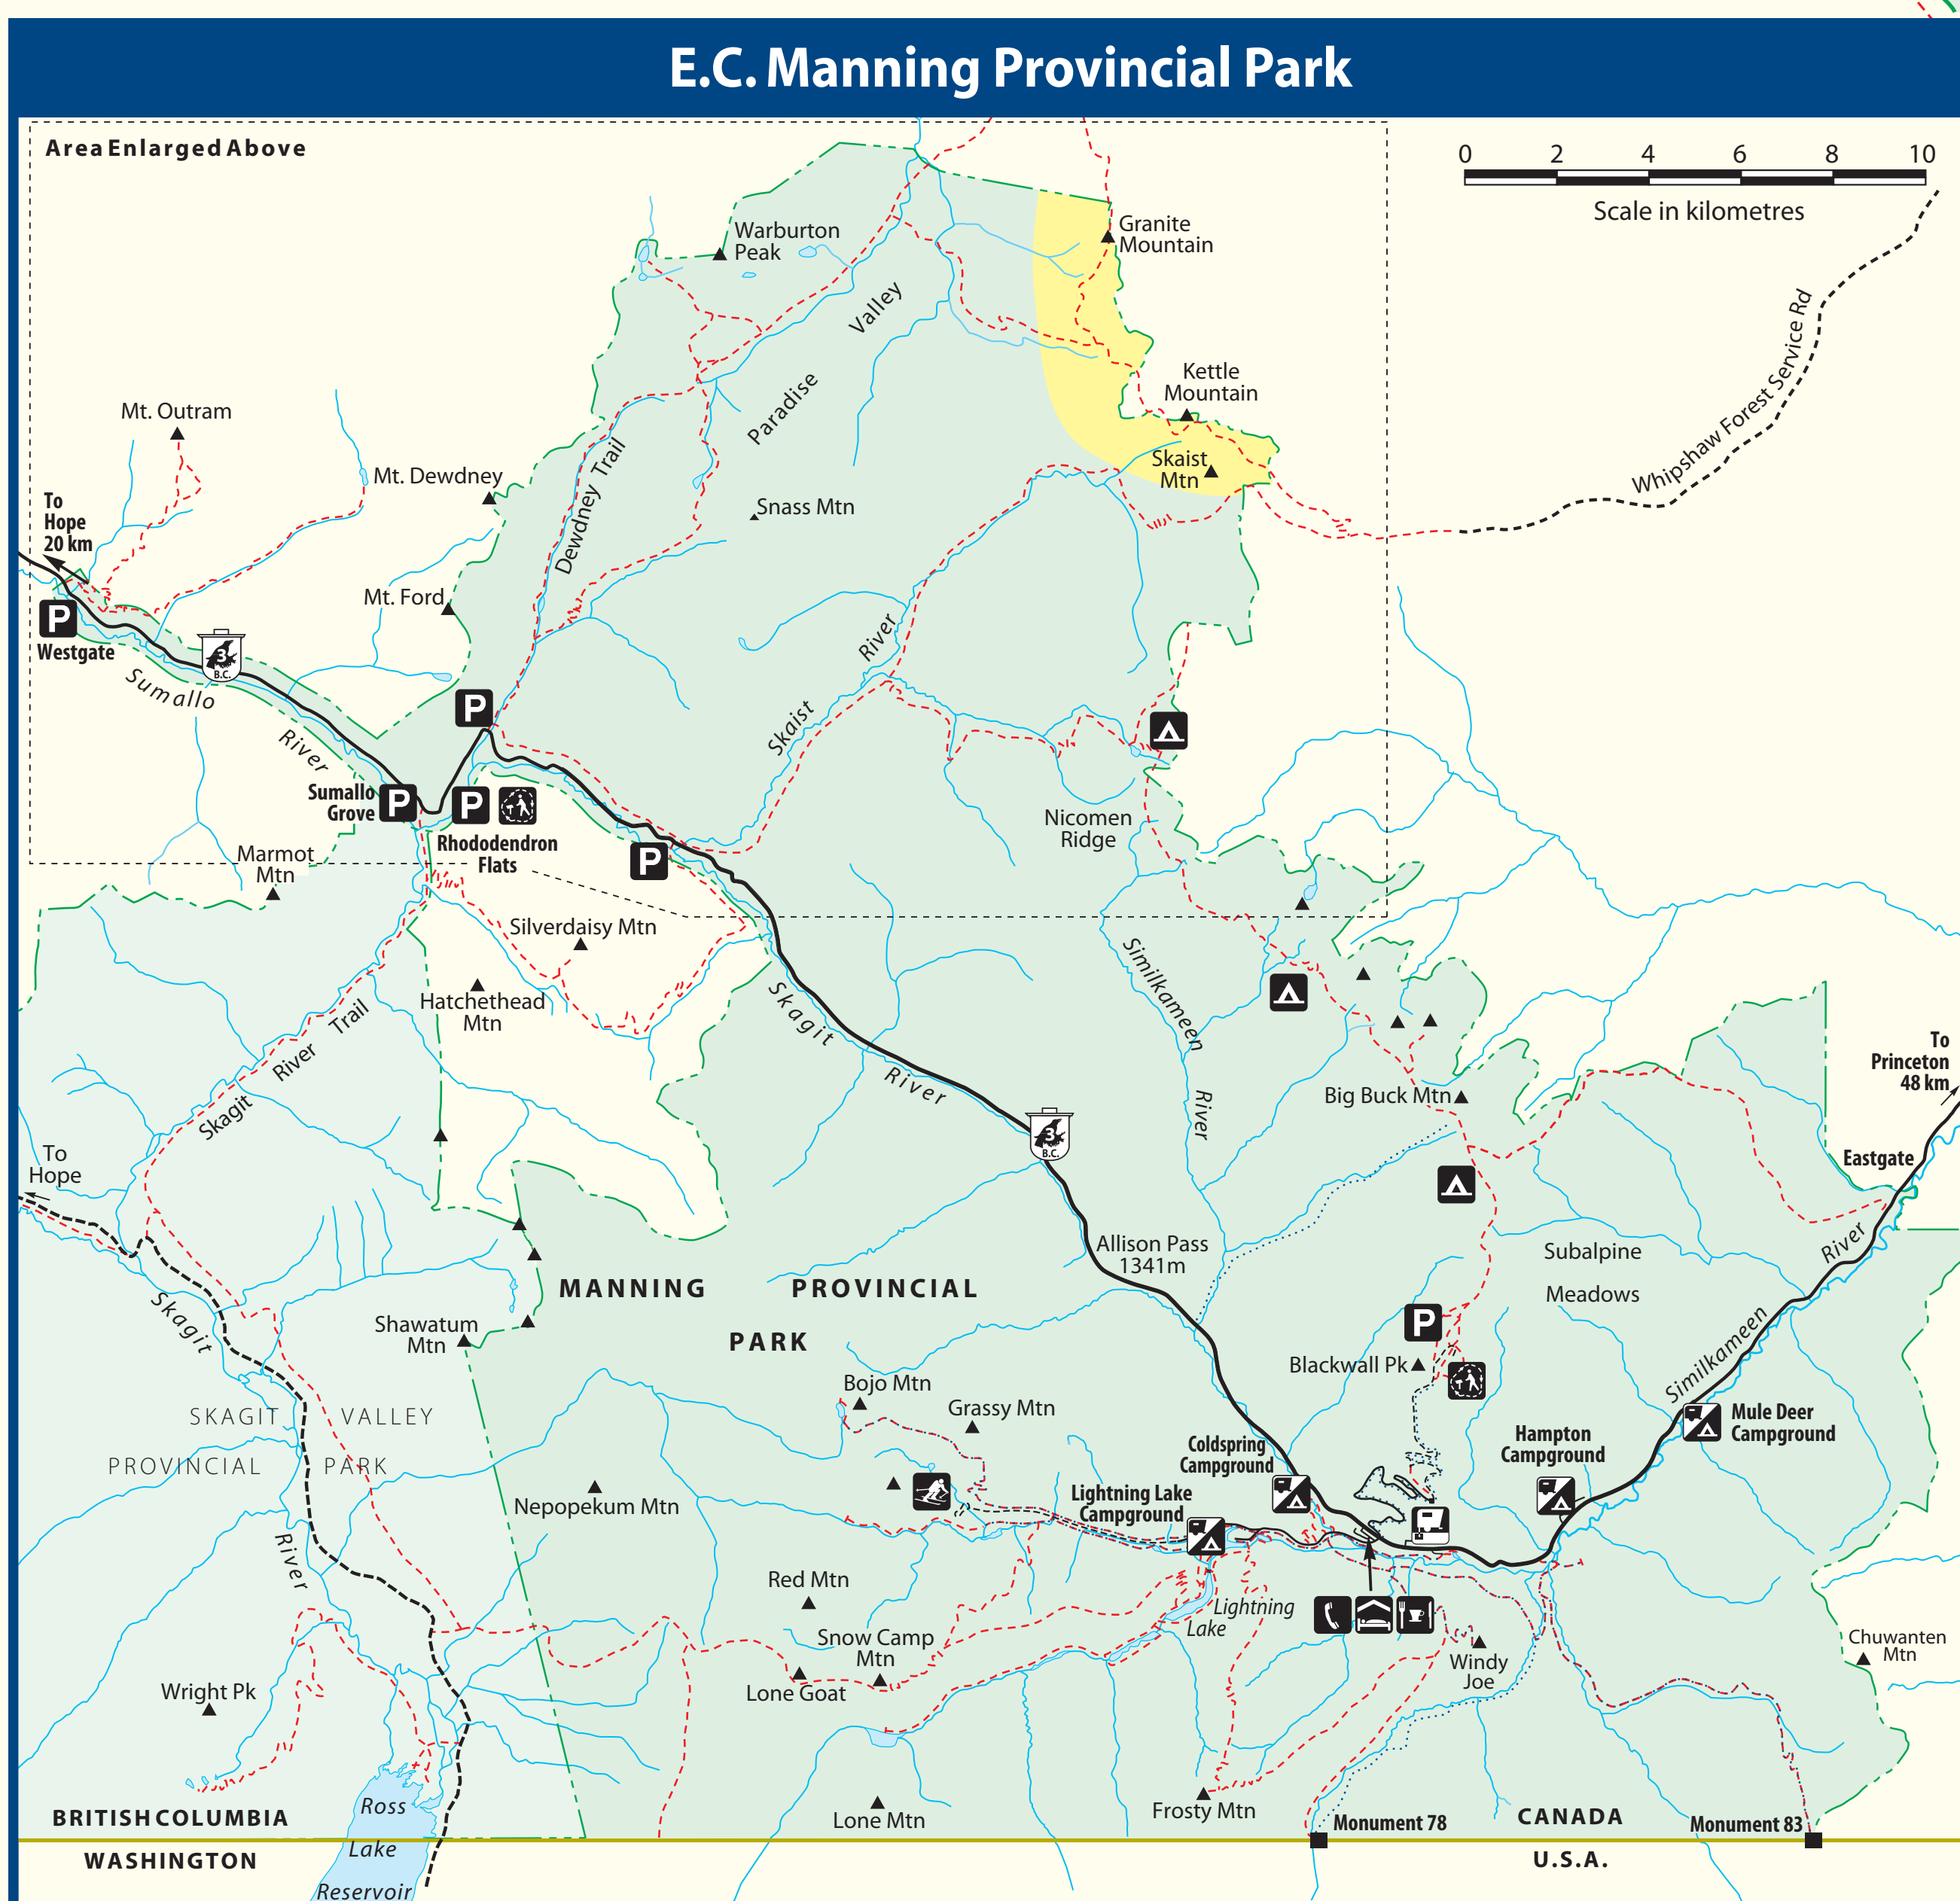 E.C. Manning Provincial Park
Area Enlarged Above
0 2 4 6 8 10
Scale in kilometres
Warburton
Peak
Granite
Mountain
Valley
Paradise
Kettle
Mountain
Whipshaw Forest Service Rd
Mt. Outram
Mt. Dewdney
Dewdney Trail
Skaist
Mtn
Snass Mtn
To
Hope
20 km
Mt. Ford
P
Westgate
3
B.C.
Sumallo
River
P
Skaist
River
Sumallo
Grove
P
P
Rhododendron
Flats
P
Nicomen
Ridge
Marmot
Mtn
Silverdaisy Mtn
Hatchethead
Mtn
Skagit
River
Similkameen
River
Skagit
River
Trail
Big Buck Mtn
To
Princeton
48 km
3
B.C.
Eastgate
To
Hope
Allison Pass
1341m
Subalpine
Meadows
River
Similkameen
MANNING PROVINCIAL
PARK
Skagit
River
Shawatum
Mtn
P
Blackwall Pk
SKAGIT VALLEY
PROVINCIAL PARK
Bojo Mtn
Grassy Mtn
Coldspring
Campground
Hampton
Campground
Mule Deer
Campground
Nepopekum Mtn
Lightning Lake
Campground
Red Mtn
Lightning
Lake
Snow Camp
Mtn
Lone Goat
Windy
Joe
Chuwanten
Mtn
Wright Pk
Ross
Lake
Reservoir
Lone Mtn
Frosty Mtn
BRITISH COLUMBIA
WASHINGTON
Monument 78
CANADA
U.S.A.
Monument 83